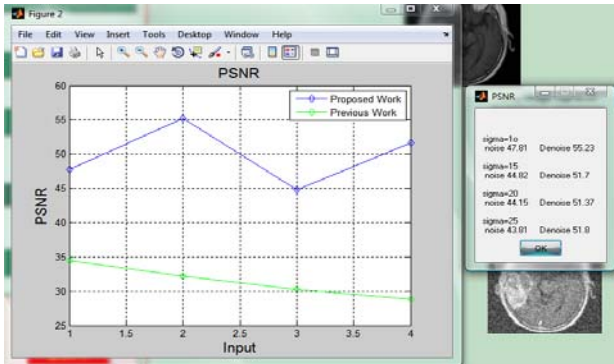 Figure 2
File Edit View Insert Tools Desktop Window Help
PSNR
60
55
50
45
40
35
30
25
PSNR
1 1.5 2 2.5 3 3.5 4
Input
Proposed Work
Previous Work
PSNR
sigma=1o
noise 47.81 Denoise 55.23
sigma=15
noise 44.82 Denoise 51.7
sigma=20
noise 44.15 Denoise 51.37
sigma=25
noise 43.81 Denoise 51.8
OK